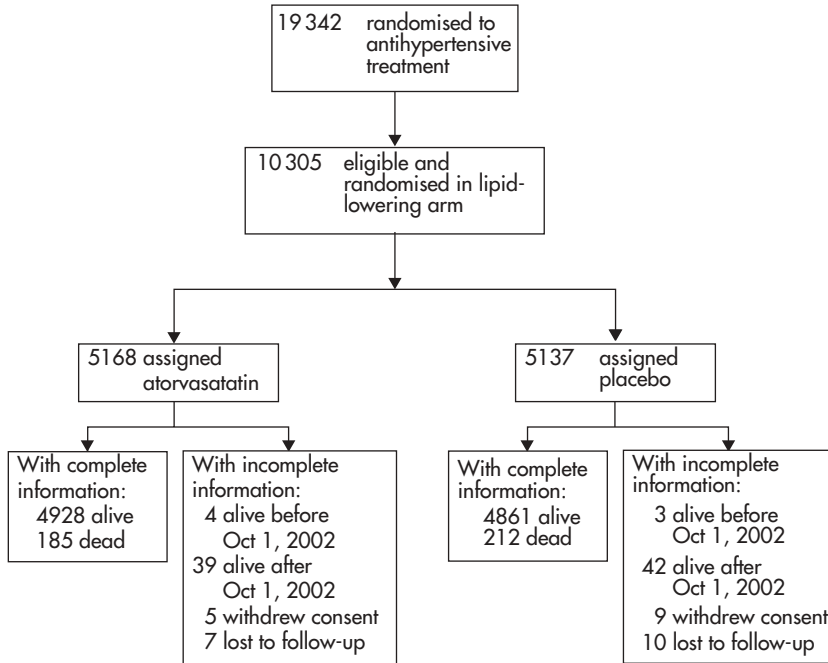 19 342 randomised to
antihypertensive
treatment
10 305 eligible and
randomised in lipid-
lowering arm
5168 assigned
atorvasatatin
5137 assigned
placebo
With complete
information:
4928 alive
185 dead
With incomplete
information:
4 alive before
Oct 1, 2002
39 alive after
Oct 1, 2002
5 withdrew consent
7 lost to follow-up
With complete
information:
4861 alive
212 dead
With incomplete
information:
3 alive before
Oct 1, 2002
42 alive after
Oct 1, 2002
9 withdrew consent
10 lost to follow-up